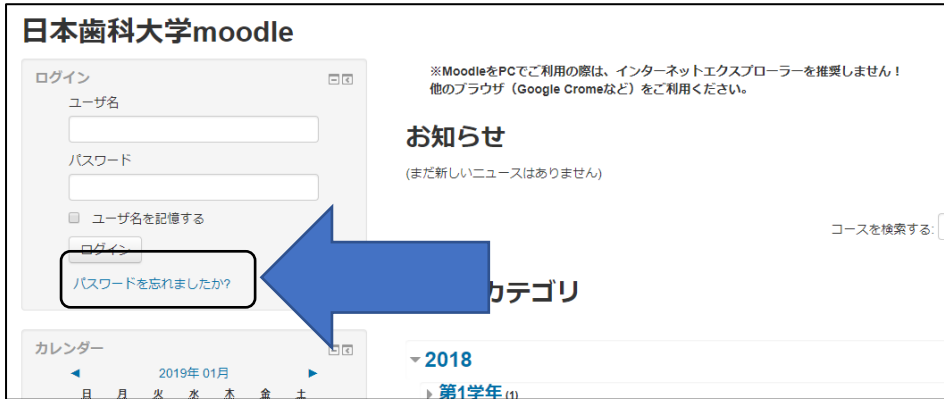 日本歯科大学moodle
ログイン
ユーザ名
パスワード
ユーザ名を記憶する
ログイン
パスワードを忘れましたか?
カレンダー
2019年 01月
日 月 火 水 木 金 土
※MoodleをPCでご利用の際は、インターネットエクスプローラーを推奨しません！
他のブラウザ（Google Cromeなど）をご利用ください。
お知らせ
(まだ新しいニュースはありません)
コースを検索する:
カテゴリ
2018
第1学年 (1)